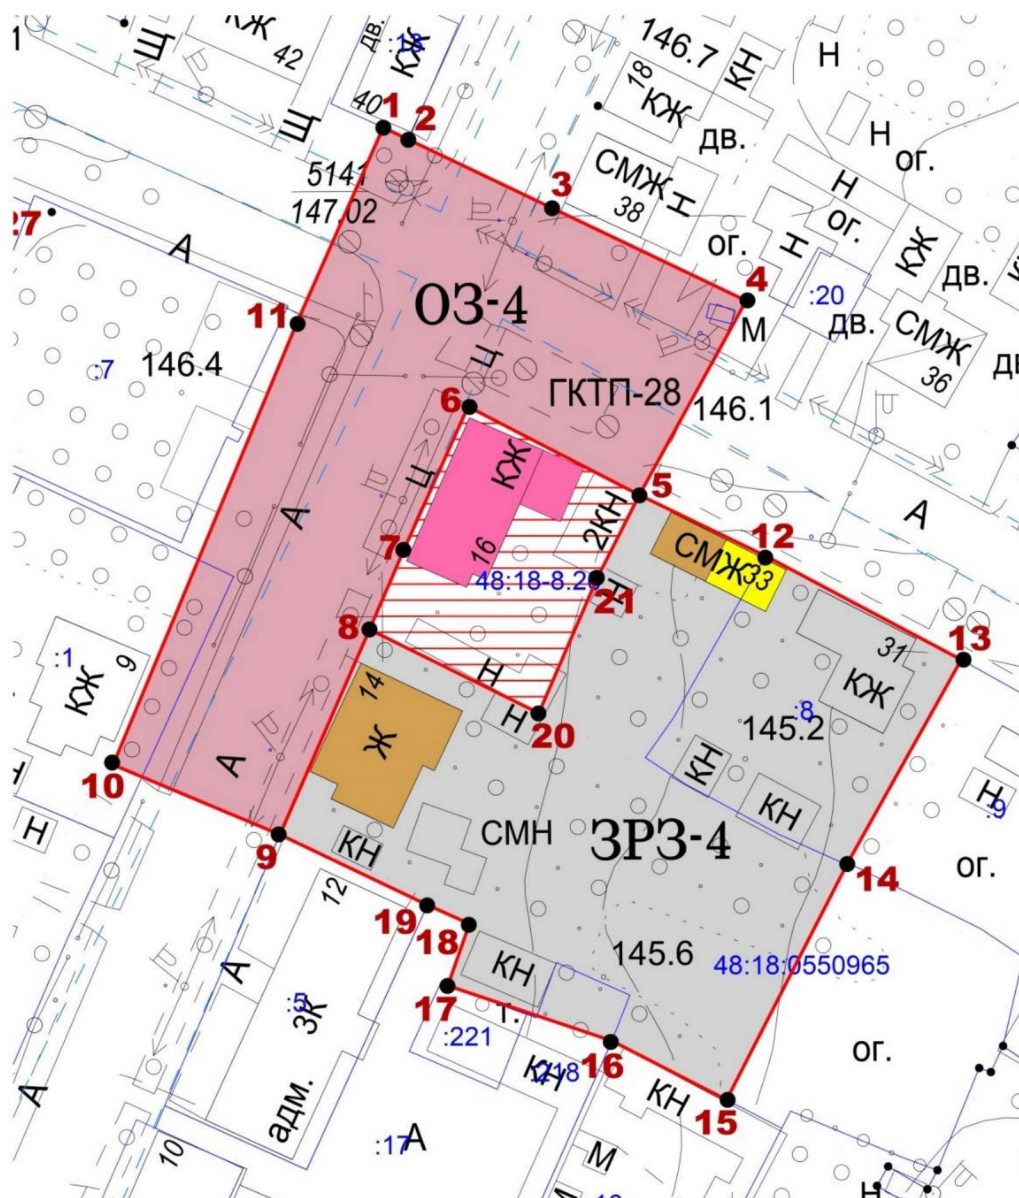 КЖ
42
дв.
:18
КЖ
Щ
40
1
2
Щ
146.7
КН
Н
18
КЖ
дв.
Н
ог.
СМЖ
Н
38
Н
ог.
5141
147.02
3
:27
А
ог.
Н
КЖ
дв.
4
:20
дв.
СМЖ
36
М
11
ОЗ-4
:7
146.4
Ц
ГКТП-28
146.1
6
КЖ
Ц
5
А
А
2КН
16
СМЖ
33
12
7
48:18-8.26
21
Н
8
13
:1
КЖ
9
Н
31
КЖ
14
Н
20
:8
145.2
Ж
КН
А
10
Н
КН
Н
:9
9
КН
СМН
ЗРЗ-4
14
ог.
12
19
18
А
КН
145.6
48:18:0550965
17
т.
:5
ЗК
:221
КН
:218
16
ог.
КН
15
А
адм.
:17
А
10
М
Н